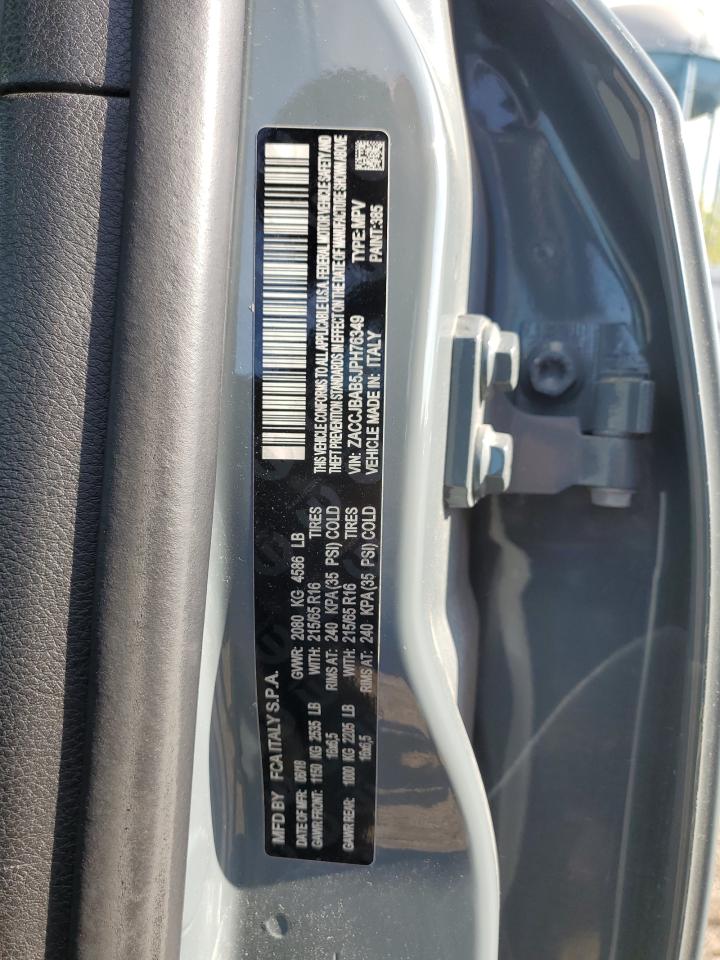 MFD BY FCA ITALY S.P.A.
DATE OF MFR: 06/18 GVWR: 2080 KG 4586 LB
GAWR FRONT: 1150 KG 2535 LB WITH: 215/65 R16 TIRES
16x6,5 RIMS AT: 240 KPA(35 PSI) COLD
GAWR REAR: 1000 KG 2205 LB WITH: 215/65 R16 TIRES
16x6,5 RIMS AT: 240 KPA(35 PSI) COLD
THIS VEHICLE CONFORMS TO ALL APPLICABLE U.S.A. FEDERAL MOTOR VEHICLE SAFETY AND
THEFT PREVENTION STANDARDS IN EFFECT ON THE DATE OF MANUFACTURE SHOWN ABOVE
VIN: ZACCJBAB5JPH76349 TYPE: MPV
VEHICLE MADE IN: ITALY PAINT: 385